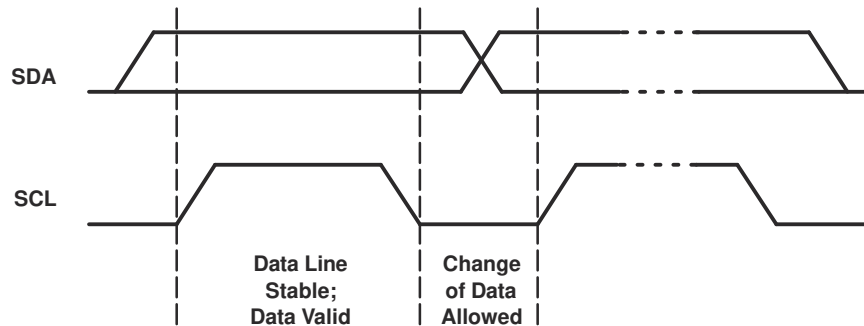 SDA
SCL
Data Line
Stable;
Data Valid
Change
of Data
Allowed